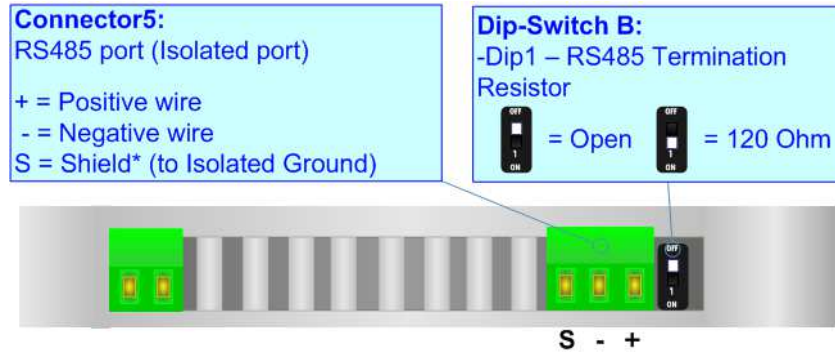 Connector5:
RS485 port (Isolated port)
+ = Positive wire
- = Negative wire
S = Shield* (to Isolated Ground)
Dip-Switch B:
-Dip1 – RS485 Termination
Resistor
OFF
1
ON
= Open
OFF
1
ON
= 120 Ohm
OFF
1
ON
S - +